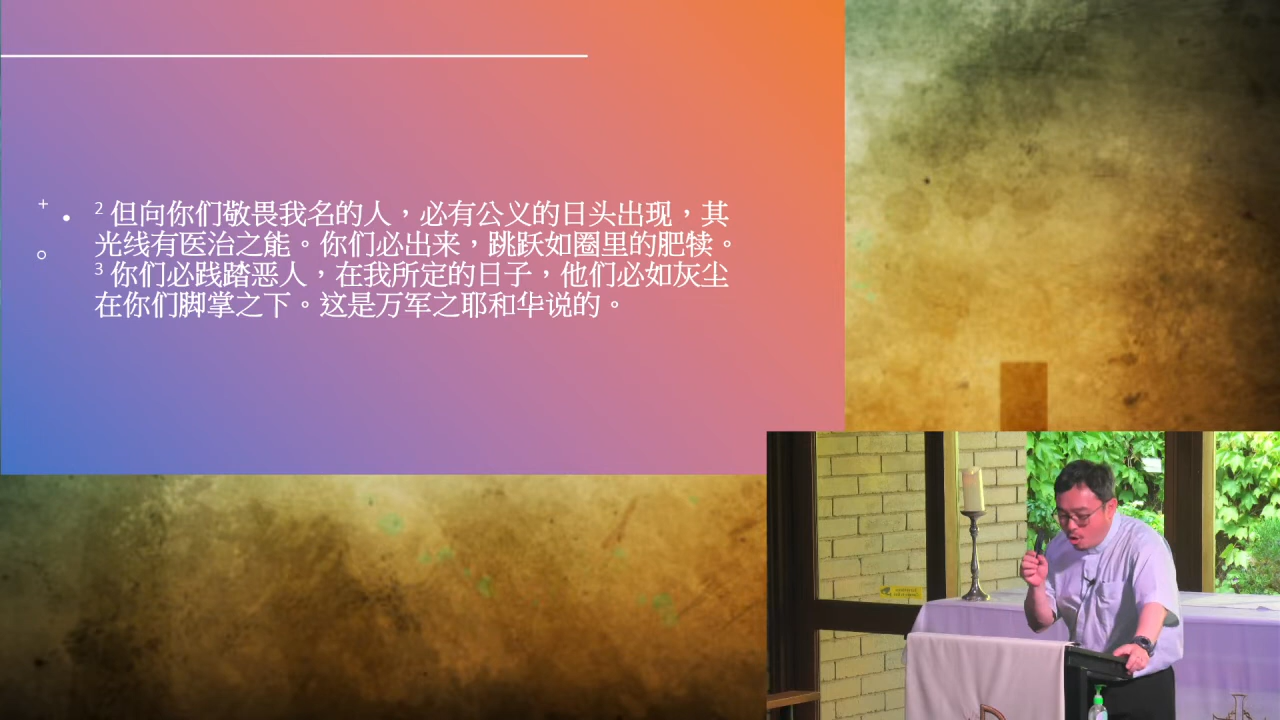 ² 但向你们敬畏我名的人，必有公义的日头出现，其
光线有医治之能。你们必出来，跳跃如圈里的肥犊。
³ 你们必践踏恶人，在我所定的日子，他们必如灰尘
在你们脚掌之下。这是万军之耶和华说的。